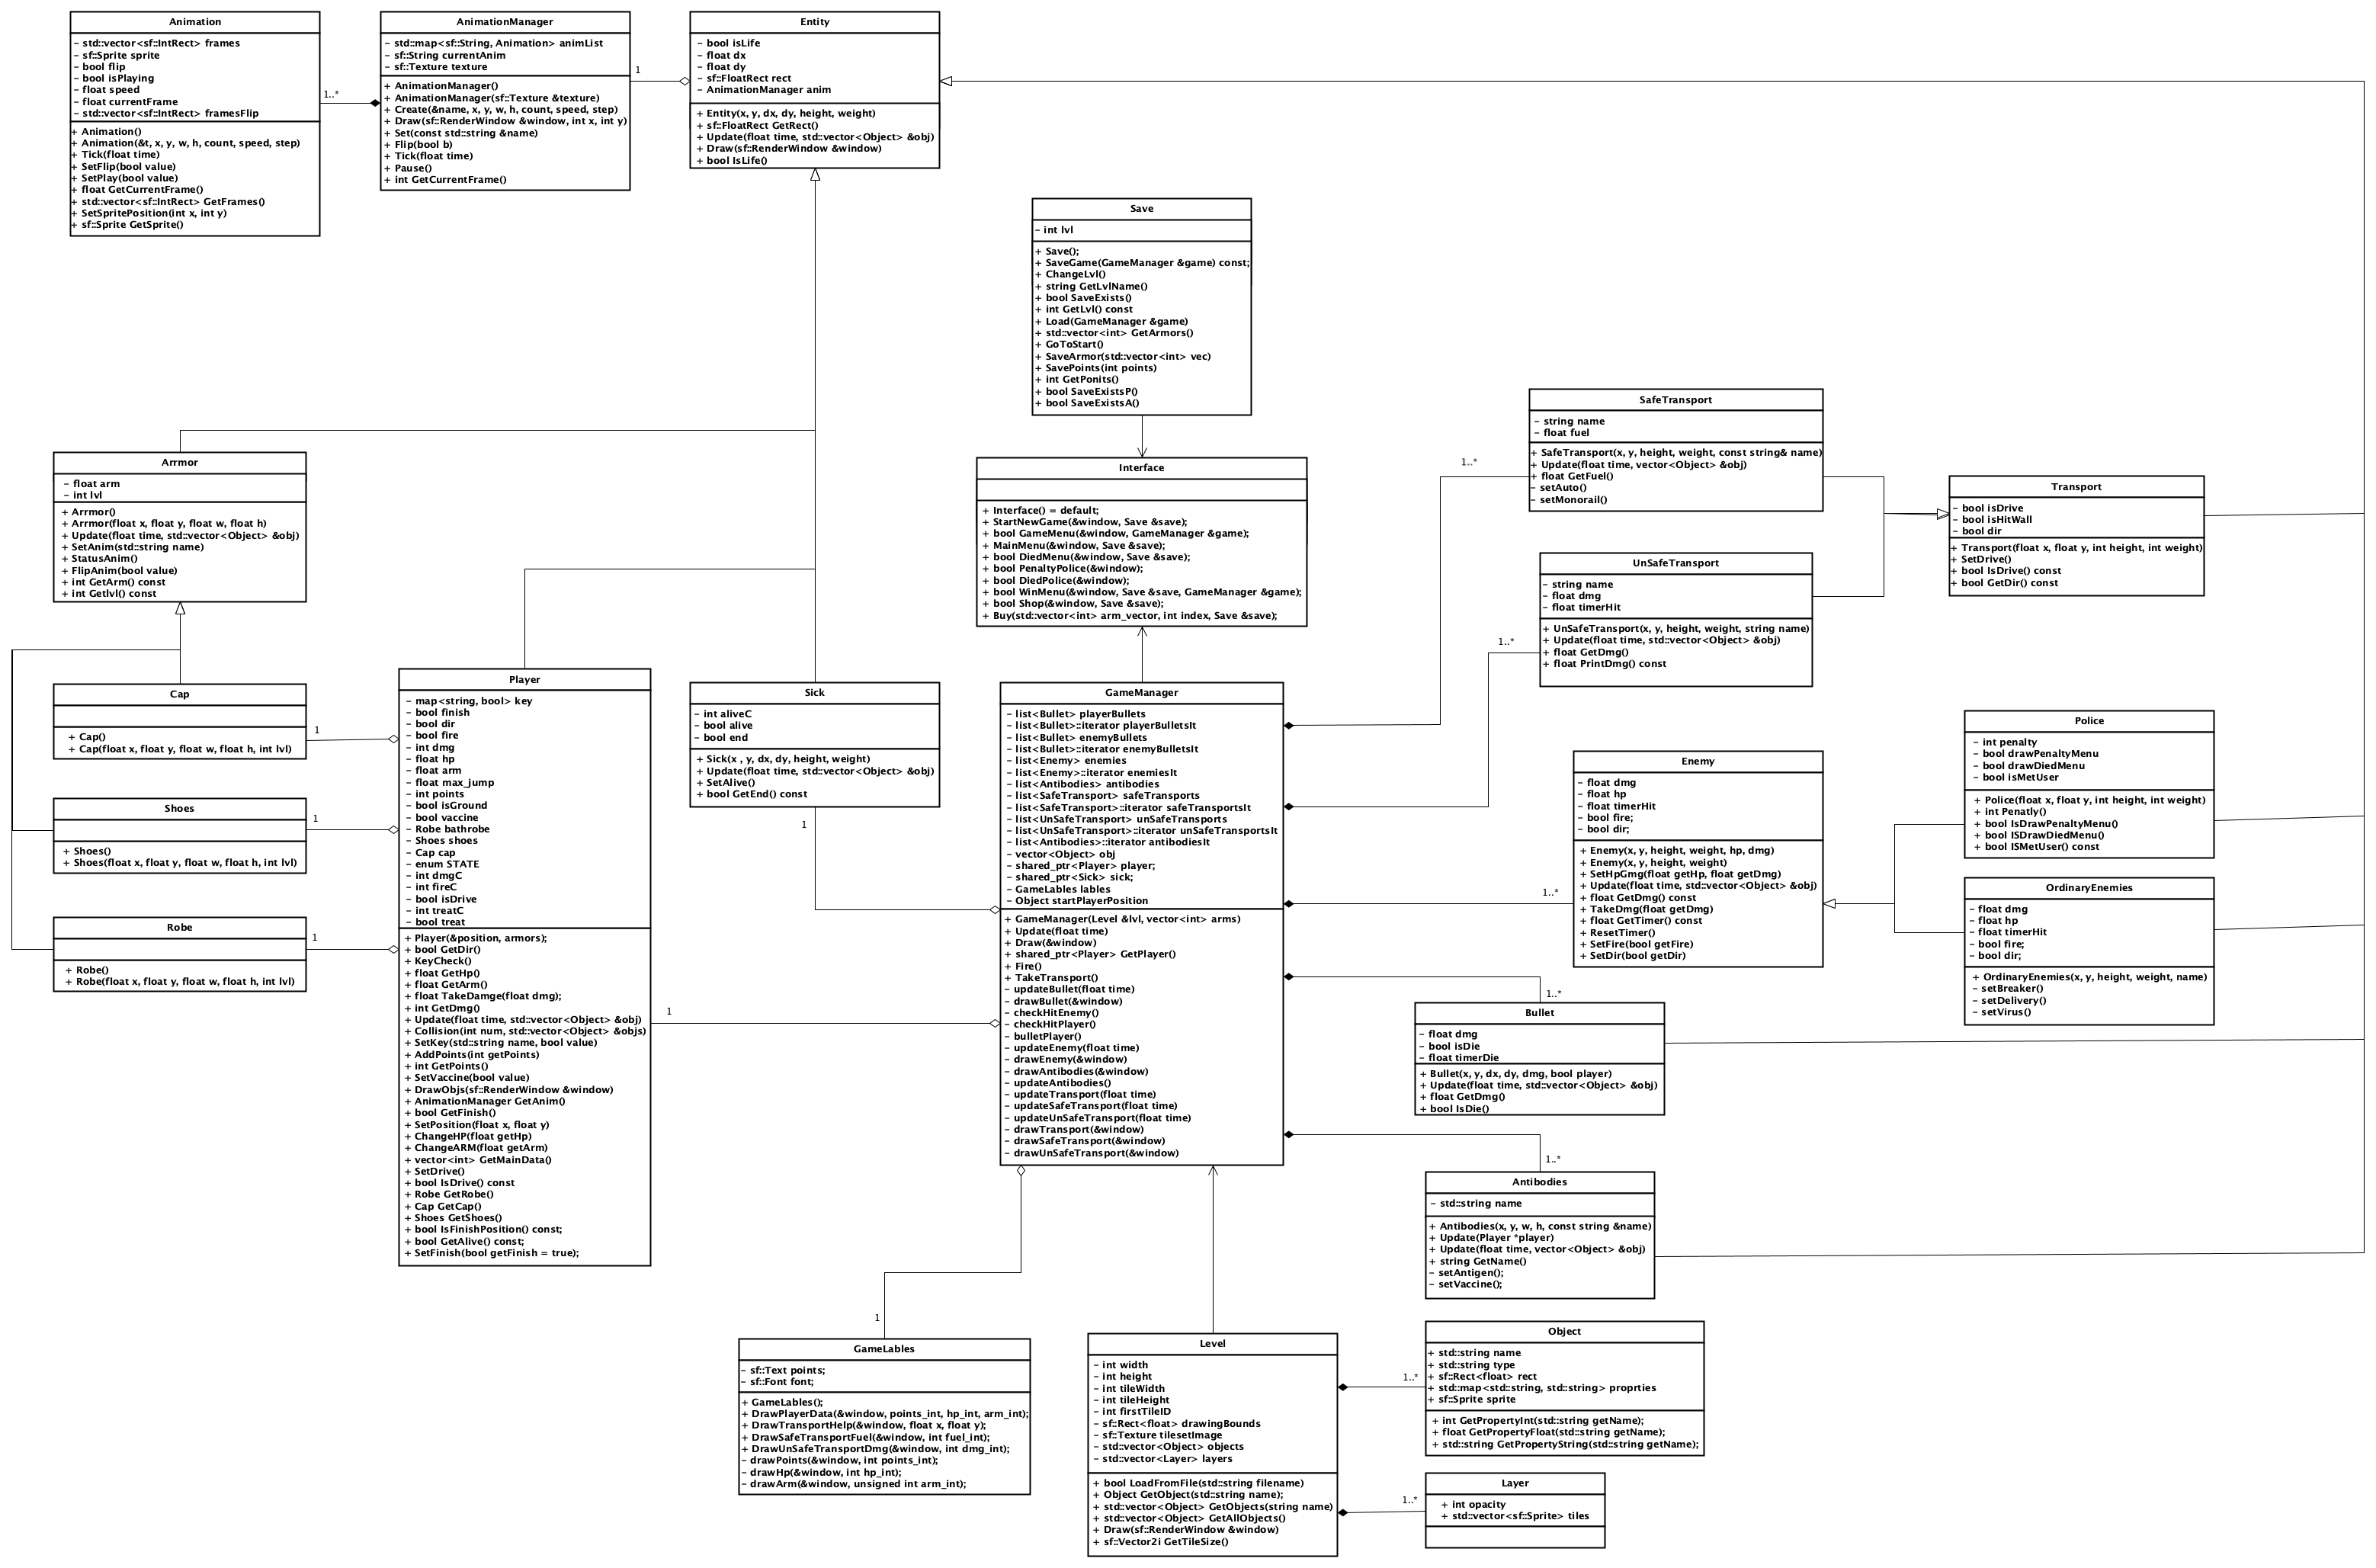 Animation
- std::vector<sf::IntRect> frames
- sf::Sprite sprite
- bool flip
- bool isPlaying
- float speed
- float currentFrame
- std::vector<sf::IntRect> framesFlip
+ Animation()
+ Animation(&t, x, y, w, h, count, speed, step)
+ Tick(float time)
+ SetFlip(bool value)
+ SetPlay(bool value)
+ float GetCurrentFrame()
+ std::vector<sf::IntRect> GetFrames()
+ SetSpritePosition(int x, int y)
+ sf::Sprite GetSprite()
1..*
AnimationManager
- std::map<sf::String, Animation> animList
- sf::String currentAnim
- sf::Texture texture
+ AnimationManager()
+ AnimationManager(sf::Texture &texture)
+ Create(&name, x, y, w, h, count, speed, step)
+ Draw(sf::RenderWindow &window, int x, int y)
+ Set(const std::string &name)
+ Flip(bool b)
+ Tick(float time)
+ Pause()
+ int GetCurrentFrame()
1
Entity
- bool isLife
- float dx
- float dy
- sf::FloatRect rect
- AnimationManager anim
+ Entity(x, y, dx, dy, height, weight)
+ sf::FloatRect GetRect()
+ Update(float time, std::vector<Object> &obj)
+ Draw(sf::RenderWindow &window)
+ bool IsLife()
Save
- int lvl
+ Save();
+ SaveGame(GameManager &game) const;
+ ChangeLvl()
+ string GetLvlName()
+ bool SaveExists()
+ int GetLvl() const
+ Load(GameManager &game)
+ std::vector<int> GetArmors()
+ GoToStart()
+ SaveArmor(std::vector<int> vec)
+ SavePoints(int points)
+ int GetPonits()
+ bool SaveExistsP()
+ bool SaveExistsA()
Arrmor
- float arm
- int lvl
+ Arrmor()
+ Arrmor(float x, float y, float w, float h)
+ Update(float time, std::vector<Object> &obj)
+ SetAnim(std::string name)
+ StatusAnim()
+ FlipAnim(bool value)
+ int GetArm() const
+ int Getlvl() const
Interface
+ Interface() = default;
+ StartNewGame(&window, Save &save);
+ bool GameMenu(&window, GameManager &game);
+ MainMenu(&window, Save &save);
+ bool DiedMenu(&window, Save &save);
+ bool PenaltyPolice(&window);
+ bool DiedPolice(&window);
+ bool WinMenu(&window, Save &save, GameManager &game);
+ bool Shop(&window, Save &save);
+ Buy(std::vector<int> arm_vector, int index, Save &save);
SafeTransport
- string name
- float fuel
+ SafeTransport(x, y, height, weight, const string& name)
+ Update(float time, vector<Object> &obj)
+ float GetFuel()
- setAuto()
- setMonorail()
1..*
Transport
- bool isDrive
- bool isHitWall
- bool dir
+ Transport(float x, float y, int height, int weight)
+ SetDrive()
+ bool IsDrive() const
+ bool GetDir() const
UnSafeTransport
- string name
- float dmg
- float timerHit
+ UnSafeTransport(x, y, height, weight, string name)
+ Update(float time, std::vector<Object> &obj)
+ float GetDmg()
+ float PrintDmg() const
1..*
Cap
+ Cap()
+ Cap(float x, float y, float w, float h, int lvl)
1
Shoes
+ Shoes()
+ Shoes(float x, float y, float w, float h, int lvl)
1
Robe
+ Robe()
+ Robe(float x, float y, float w, float h, int lvl)
1
Player
- map<string, bool> key
- bool finish
- bool dir
- bool fire
- int dmg
- float hp
- float arm
- float max_jump
- int points
- bool isGround
- bool vaccine
- Robe bathrobe
- Shoes shoes
- Cap cap
- enum STATE
- int dmgC
- int fireC
- bool isDrive
- int treatC
- bool treat
+ Player(&position, armors);
+ bool GetDir()
+ KeyCheck()
+ float GetHp()
+ float GetArm()
+ float TakeDamge(float dmg);
+ int GetDmg()
+ Update(float time, std::vector<Object> &obj)
+ Collision(int num, std::vector<Object> &objs)
+ SetKey(std::string name, bool value)
+ AddPoints(int getPoints)
+ int GetPoints()
+ SetVaccine(bool value)
+ DrawObjs(sf::RenderWindow &window)
+ AnimationManager GetAnim()
+ bool GetFinish()
+ SetPosition(float x, float y)
+ ChangeHP(float getHp)
+ ChangeARM(float getArm)
+ vector<int> GetMainData()
+ SetDrive()
+ bool IsDrive() const
+ Robe GetRobe()
+ Cap GetCap()
+ Shoes GetShoes()
+ bool IsFinishPosition() const;
+ bool GetAlive() const;
+ SetFinish(bool getFinish = true);
1
Sick
- int aliveC
- bool alive
- bool end
+ Sick(x , y, dx, dy, height, weight)
+ Update(float time, std::vector<Object> &obj)
+ SetAlive()
+ bool GetEnd() const
1
GameManager
- list<Bullet> playerBullets
- list<Bullet>::iterator playerBulletsIt
- list<Bullet> enemyBullets
- list<Bullet>::iterator enemyBulletsIt
- list<Enemy> enemies
- list<Enemy>::iterator enemiesIt
- list<Antibodies> antibodies
- list<SafeTransport> safeTransports
- list<SafeTransport>::iterator safeTransportsIt
- list<UnSafeTransport> unSafeTransports
- list<UnSafeTransport>::iterator unSafeTransportsIt
- list<Antibodies>::iterator antibodiesIt
- vector<Object> obj
- shared_ptr<Player> player;
- shared_ptr<Sick> sick;
- GameLables lables
- Object startPlayerPosition
+ GameManager(Level &lvl, vector<int> arms)
+ Update(float time)
+ Draw(&window)
+ shared_ptr<Player> GetPlayer()
+ Fire()
+ TakeTransport()
- updateBullet(float time)
- drawBullet(&window)
- checkHitEnemy()
- checkHitPlayer()
- bulletPlayer()
- updateEnemy(float time)
- drawEnemy(&window)
- drawAntibodies(&window)
- updateAntibodies()
- updateTransport(float time)
- updateSafeTransport(float time)
- updateUnSafeTransport(float time)
- drawTransport(&window)
- drawSafeTransport(&window)
- drawUnSafeTransport(&window)
Enemy
- float dmg
- float hp
- float timerHit
- bool fire;
- bool dir;
+ Enemy(x, y, height, weight, hp, dmg)
+ Enemy(x, y, height, weight)
+ SetHpGmg(float getHp, float getDmg)
+ Update(float time, std::vector<Object> &obj)
+ float GetDmg() const
+ TakeDmg(float getDmg)
+ float GetTimer() const
+ ResetTimer()
+ SetFire(bool getFire)
+ SetDir(bool getDir)
1..*
Police
- int penalty
- bool drawPenaltyMenu
- bool drawDiedMenu
- bool isMetUser
+ Police(float x, float y, int height, int weight)
+ int Penatly()
+ bool IsDrawPenaltyMenu()
+ bool ISDrawDiedMenu()
+ bool ISMetUser() const
OrdinaryEnemies
- float dmg
- float hp
- float timerHit
- bool fire;
- bool dir;
+ OrdinaryEnemies(x, y, height, weight, name)
- setBreaker()
- setDelivery()
- setVirus()
1..*
Bullet
- float dmg
- bool isDie
- float timerDie
+ Bullet(x, y, dx, dy, dmg, bool player)
+ Update(float time, std::vector<Object> &obj)
+ float GetDmg()
+ bool IsDie()
1..*
Antibodies
- std::string name
+ Antibodies(x, y, w, h, const string &name)
+ Update(Player *player)
+ Update(float time, vector<Object> &obj)
+ string GetName()
- setAntigen();
- setVaccine();
1
GameLables
- sf::Text points;
- sf::Font font;
+ GameLables();
+ DrawPlayerData(&window, points_int, hp_int, arm_int);
+ DrawTransportHelp(&window, float x, float y);
+ DrawSafeTransportFuel(&window, int fuel_int);
+ DrawUnSafeTransportDmg(&window, int dmg_int);
- drawPoints(&window, int points_int);
- drawHp(&window, int hp_int);
- drawArm(&window, unsigned int arm_int);
Level
- int width
- int height
- int tileWidth
- int tileHeight
- int firstTileID
- sf::Rect<float> drawingBounds
- sf::Texture tilesetImage
- std::vector<Object> objects
- std::vector<Layer> layers
+ bool LoadFromFile(std::string filename)
+ Object GetObject(std::string name);
+ std::vector<Object> GetObjects(string name)
+ std::vector<Object> GetAllObjects()
+ Draw(sf::RenderWindow &window)
+ sf::Vector2i GetTileSize()
1..*
Object
+ std::string name
+ std::string type
+ sf::Rect<float> rect
+ std::map<std::string, std::string> proprties
+ sf::Sprite sprite
+ int GetPropertyInt(std::string getName);
+ float GetPropertyFloat(std::string getName);
+ std::string GetPropertyString(std::string getName);
1..*
Layer
+ int opacity
+ std::vector<sf::Sprite> tiles